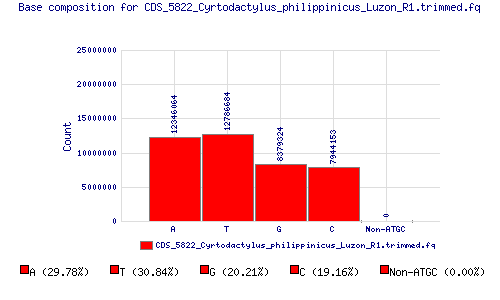 Base composition for CDS_5822_Cyrtodactylus_philippinicus_Luzon_R1.trimmed.fq
25000000
20000000
15000000
10000000
5000000
0
Count
12346064
12786684
8379324
7944153
0
A
T
G
C
Non-ATGC
CDS_5822_Cyrtodactylus_philippinicus_Luzon_R1.trimmed.fq
A (29.78%) T (30.84%) G (20.21%) C (19.16%) Non-ATGC (0.00%)